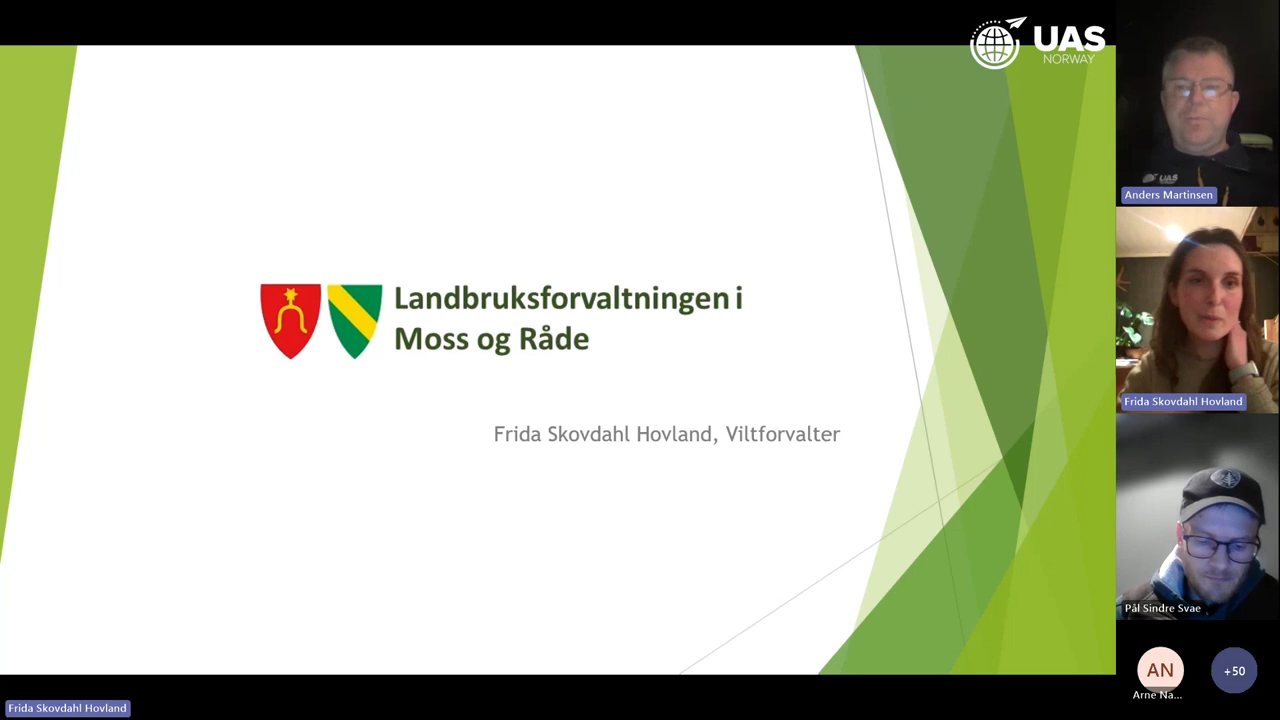 UAS
NORWAY
Landbruksforvaltningen i
Moss og Råde
Frida Skovdahl Hovland, Viltforvalter
Anders Martinsen
Frida Skovdahl Hovland
Pål Sindre Svae
AN
Arne Na...
+50
Frida Skovdahl Hovland
UAS